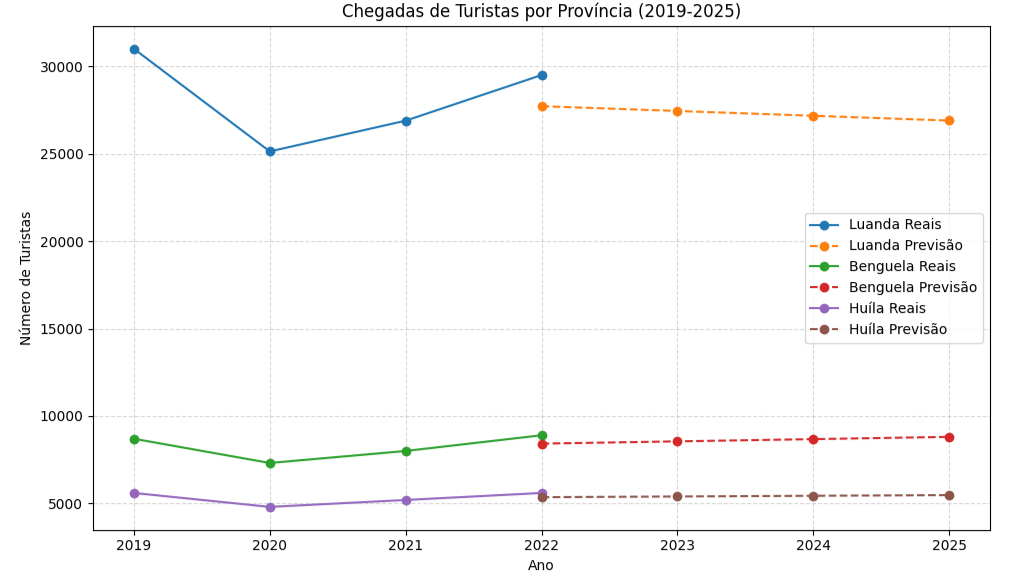 Chegadas de Turistas por Província (2019-2025)
30000
25000
20000
15000
10000
5000
Número de Turistas
Luanda Reais
Luanda Previsão
Benguela Reais
Benguela Previsão
Huíla Reais
Huíla Previsão
2019 2020 2021 2022 2023 2024 2025
Ano